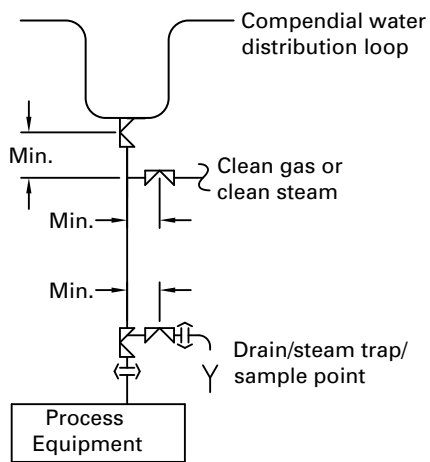 Compendial water
distribution loop
Min.
Clean gas or
clean steam
Min.
Min.
Drain/steam trap/
sample point
Process
Equipment